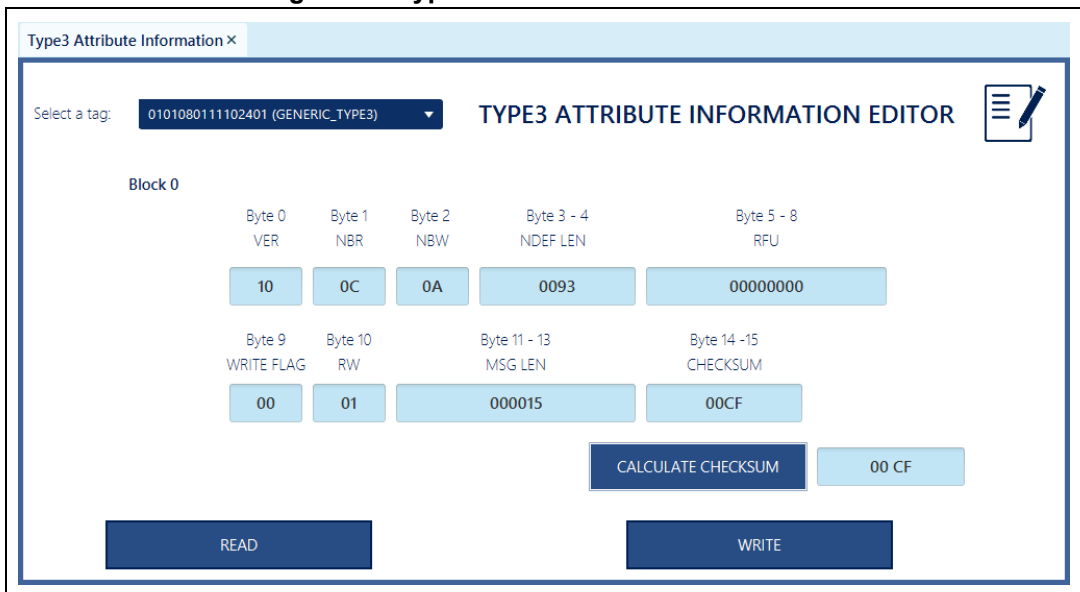 Type3 Attribute Information ×
Select a tag: 0101080111102401 (GENERIC_TYPE3) TYPE3 ATTRIBUTE INFORMATION EDITOR
Block 0
Byte 0 Byte 1 Byte 2 Byte 3 - 4 Byte 5 - 8
VER NBR NBW NDEF LEN RFU
10 0C 0A 0093 00000000
Byte 9 Byte 10 Byte 11 - 13 Byte 14 -15
WRITE FLAG RW MSG LEN CHECKSUM
00 01 000015 00CF
CALCULATE CHECKSUM 00 CF
READ WRITE